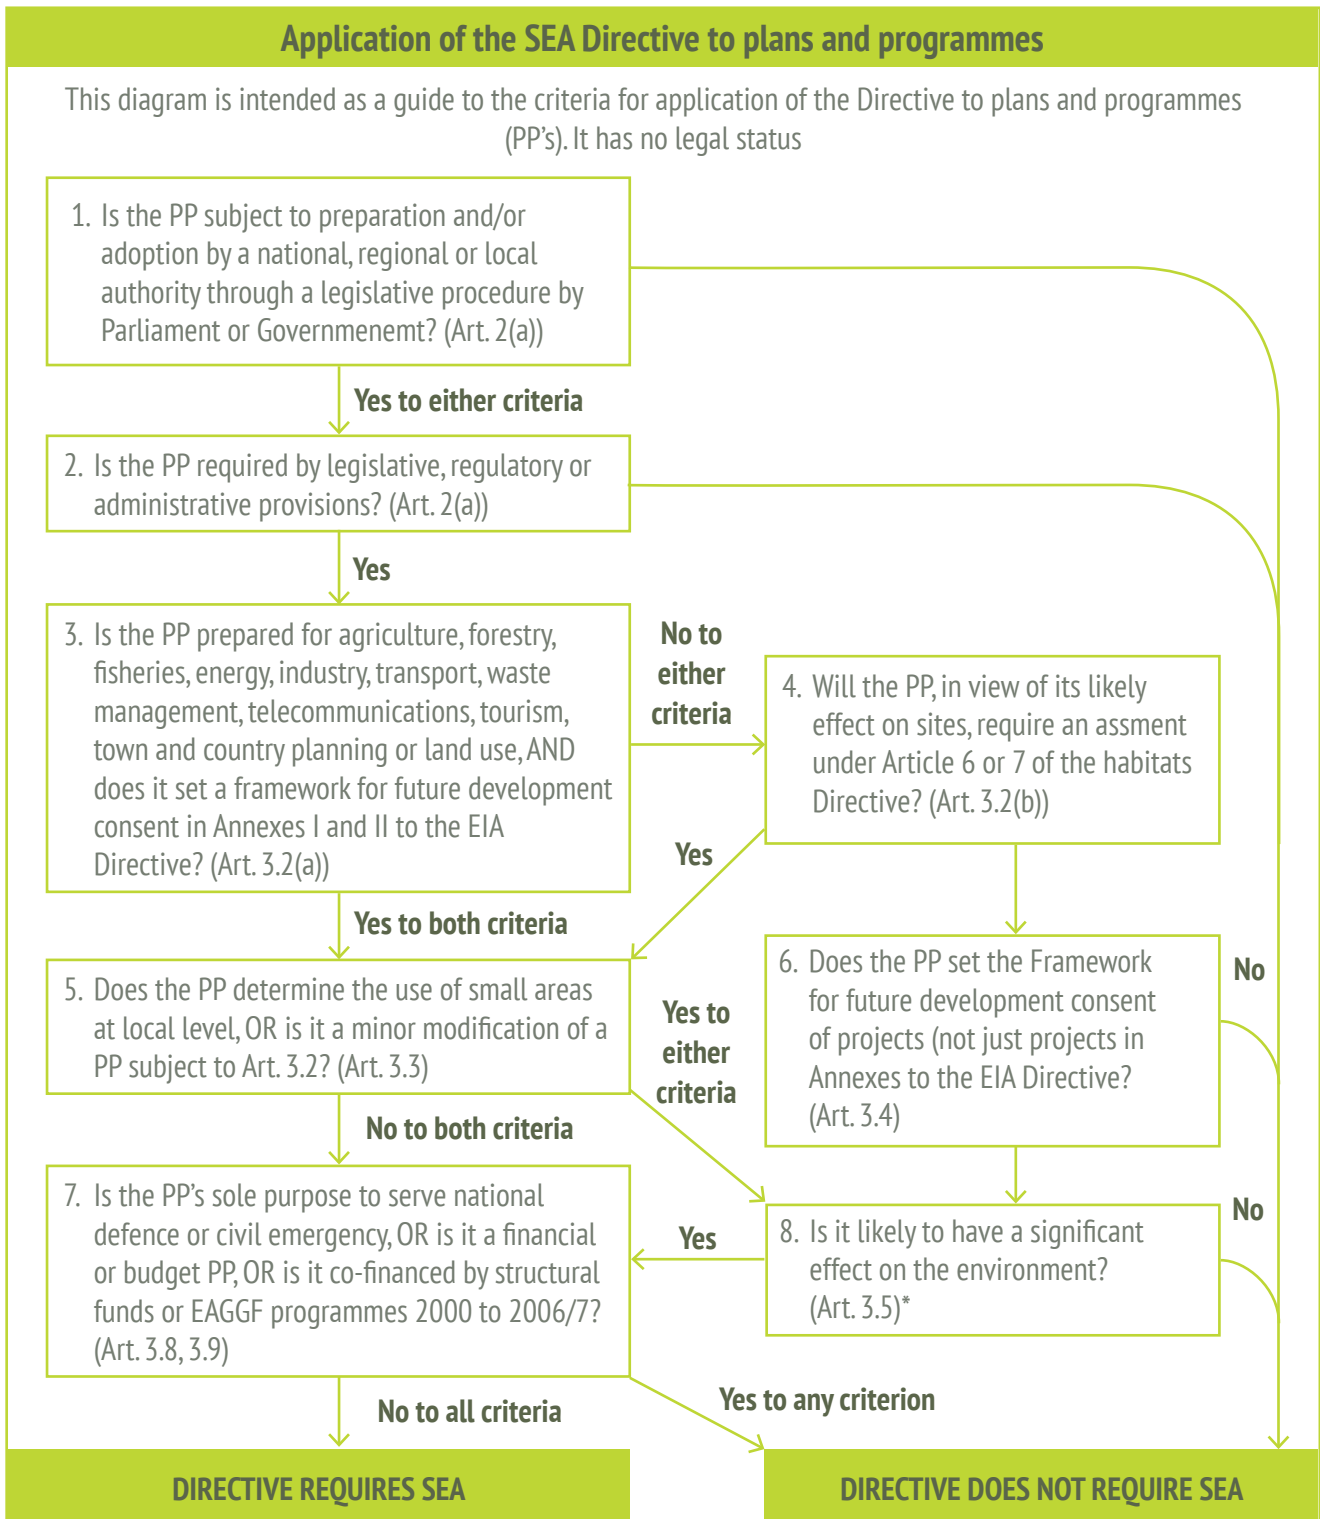 Application of the SEA Directive to plans and programmes
This diagram is intended as a guide to the criteria for application of the Directive to plans and programmes
(PP's). It has no legal status
1. Is the PP subject to preparation and/or
adoption by a national, regional or local
authority through a legislative procedure by
Parliament or Governmenemt? (Art. 2(a))
Yes to either criteria
2. Is the PP required by legislative, regulatory or
administrative provisions? (Art. 2(a))
Yes
3. Is the PP prepared for agriculture, forestry,
fisheries, energy, industry, transport, waste
management, telecommunications, tourism,
town and country planning or land use, AND
does it set a framework for future development
consent in Annexes I and II to the EIA
Directive? (Art. 3.2(a))
No to
either
criteria
4. Will the PP, in view of its likely
effect on sites, require an assment
under Article 6 or 7 of the habitats
Directive? (Art. 3.2(b))
Yes
Yes to both criteria
5. Does the PP determine the use of small areas
at local level, OR is it a minor modification of a
PP subject to Art. 3.2? (Art. 3.3)
Yes to
either
criteria
6. Does the PP set the Framework
for future development consent
of projects (not just projects in
Annexes to the EIA Directive?
(Art. 3.4)
No
No to both criteria
7. Is the PP's sole purpose to serve national
defence or civil emergency, OR is it a financial
or budget PP, OR is it co-financed by structural
funds or EAGGF programmes 2000 to 2006/7?
(Art. 3.8, 3.9)
Yes
8. Is it likely to have a significant
effect on the environment?
(Art. 3.5)*
No
No to all criteria
Yes to any criterion
DIRECTIVE REQUIRES SEA
DIRECTIVE DOES NOT REQUIRE SEA